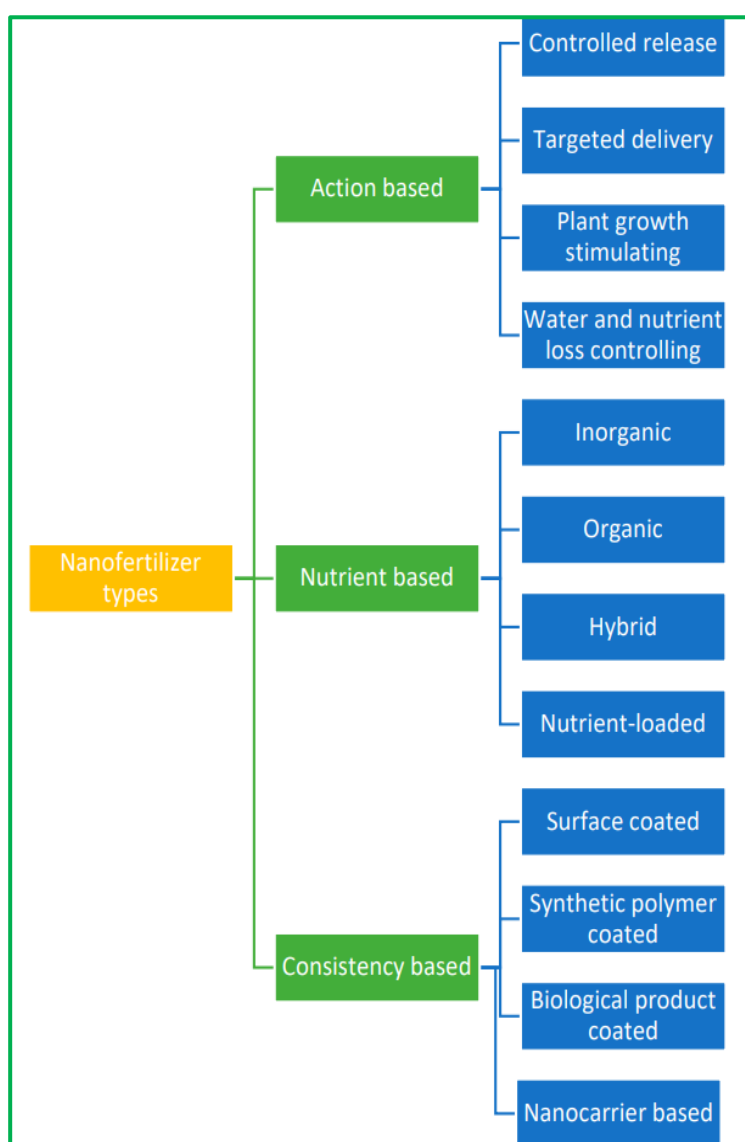 Controlled release
Targeted delivery
Action based
Plant growth
stimulating
Water and nutrient
loss controlling
Inorganic
Organic
Nanofertilizer
types
Nutrient based
Hybrid
Nutrient-loaded
Surface coated
Synthetic polymer
coated
Consistency based
Biological product
coated
Nanocarrier based